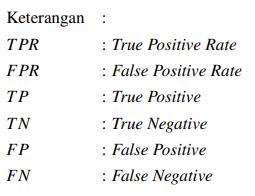 Keterangan :
TPR : True Positive Rate
FPR : False Positive Rate
TP : True Positive
TN : True Negative
FP : False Positive
FN : False Negative